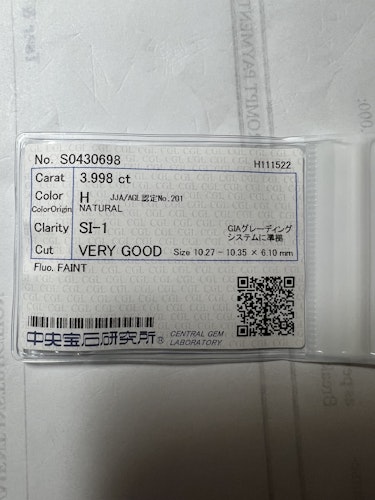 No. S0430698 H111522
Carat 3.998 ct
Color H JJA/AGL認定No.201
ColorOrigin NATURAL
Clarity SI-1 GIAグレーディング
システムに準拠
Cut VERY GOOD Size 10.27 - 10.35 × 6.10 mm
Fluo. FAINT
中央宝石研究所® CENTRAL GEM
LABORATORY